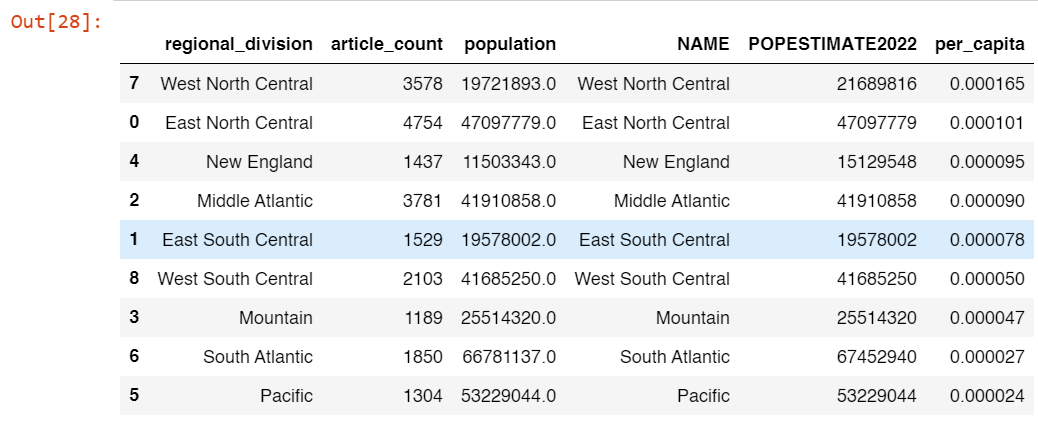 Out[28]:
regional_division article_count population NAME POPESTIMATE2022 per_capita
7 West North Central 3578 19721893.0 West North Central 21689816 0.000165
0 East North Central 4754 47097779.0 East North Central 47097779 0.000101
4 New England 1437 11503343.0 New England 15129548 0.000095
2 Middle Atlantic 3781 41910858.0 Middle Atlantic 41910858 0.000090
1 East South Central 1529 19578002.0 East South Central 19578002 0.000078
8 West South Central 2103 41685250.0 West South Central 41685250 0.000050
3 Mountain 1189 25514320.0 Mountain 25514320 0.000047
6 South Atlantic 1850 66781137.0 South Atlantic 67452940 0.000027
5 Pacific 1304 53229044.0 Pacific 53229044 0.000024